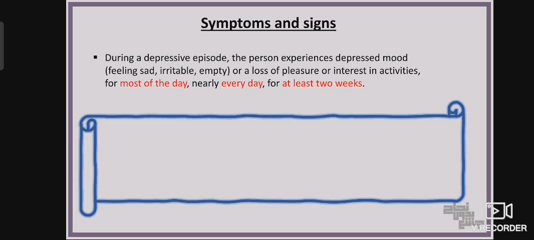 Symptoms and signs
▪ During a depressive episode, the person experiences depressed mood
(feeling sad, irritable, empty) or a loss of pleasure or interest in activities,
for most of the day, nearly every day, for at least two weeks.
RECORDER